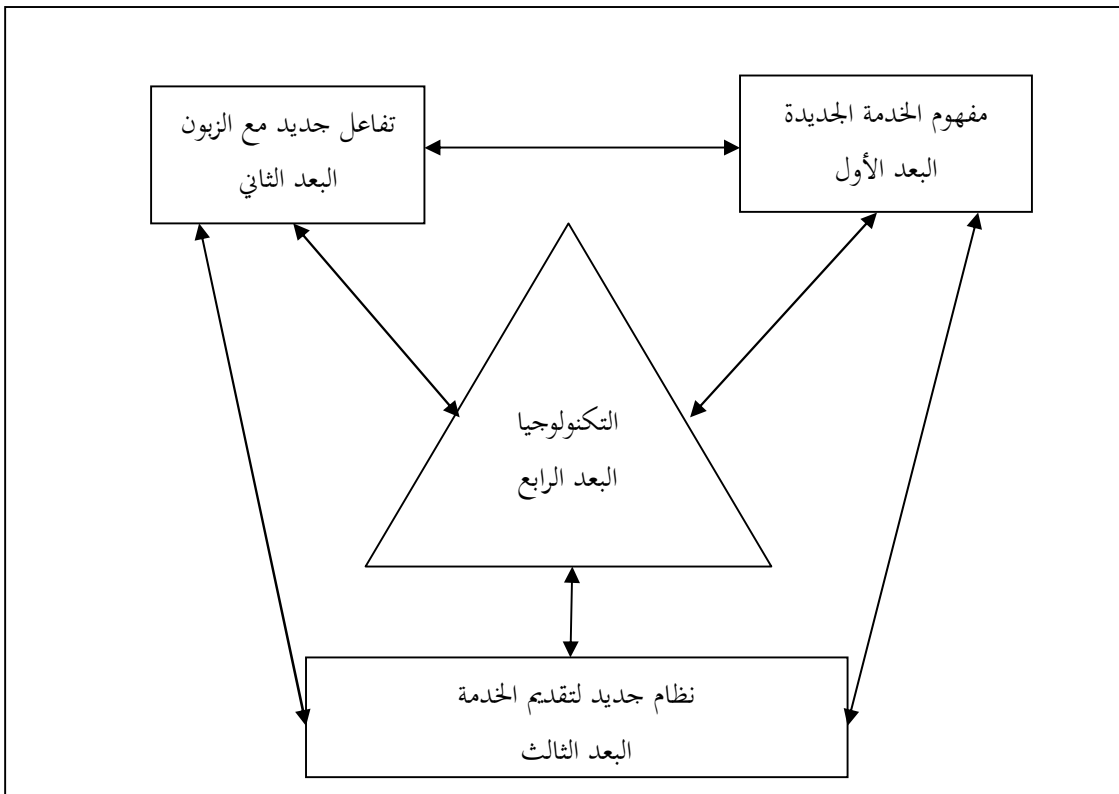 مفهوم الخدمة الجديدة
البعد الأول
تفاعل جديد مع الزبون
البعد الثاني
التكنولوجيا
البعد الرابع
نظام جديد لتقديم الخدمة
البعد الثالث